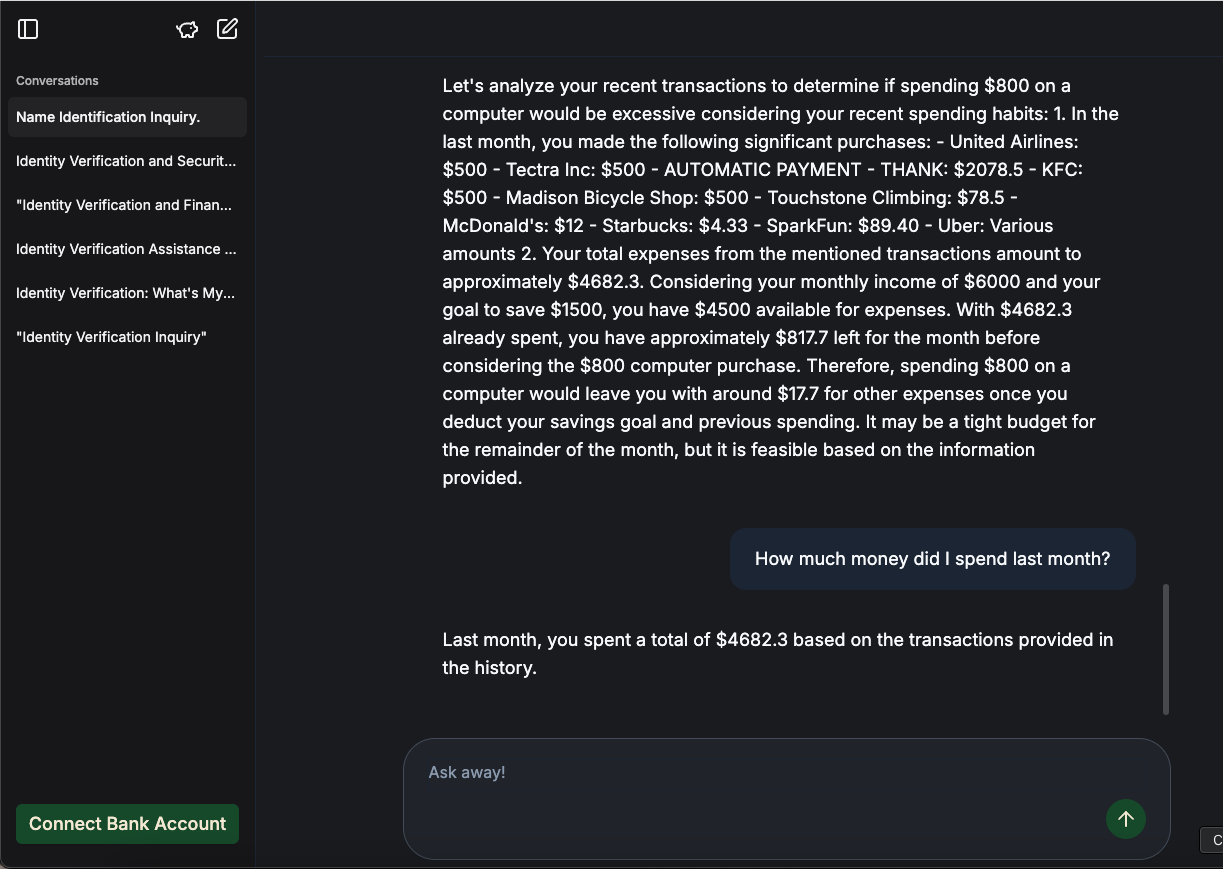 Conversations
Name Identification Inquiry.
Identity Verification and Securit...
"Identity Verification and Finan...
Identity Verification Assistance ...
Identity Verification: What's My...
"Identity Verification Inquiry"
Connect Bank Account
Let's analyze your recent transactions to determine if spending $800 on a
computer would be excessive considering your recent spending habits: 1. In the
last month, you made the following significant purchases: - United Airlines:
$500 - Tectra Inc: $500 - AUTOMATIC PAYMENT - THANK: $2078.5 - KFC:
$500 - Madison Bicycle Shop: $500 - Touchstone Climbing: $78.5 -
McDonald's: $12 - Starbucks: $4.33 - SparkFun: $89.40 - Uber: Various
amounts 2. Your total expenses from the mentioned transactions amount to
approximately $4682.3. Considering your monthly income of $6000 and your
goal to save $1500, you have $4500 available for expenses. With $4682.3
already spent, you have approximately $817.7 left for the month before
considering the $800 computer purchase. Therefore, spending $800 on a
computer would leave you with around $17.7 for other expenses once you
deduct your savings goal and previous spending. It may be a tight budget for
the remainder of the month, but it is feasible based on the information
provided.
How much money did I spend last month?
Last month, you spent a total of $4682.3 based on the transactions provided in
the history.
Ask away!